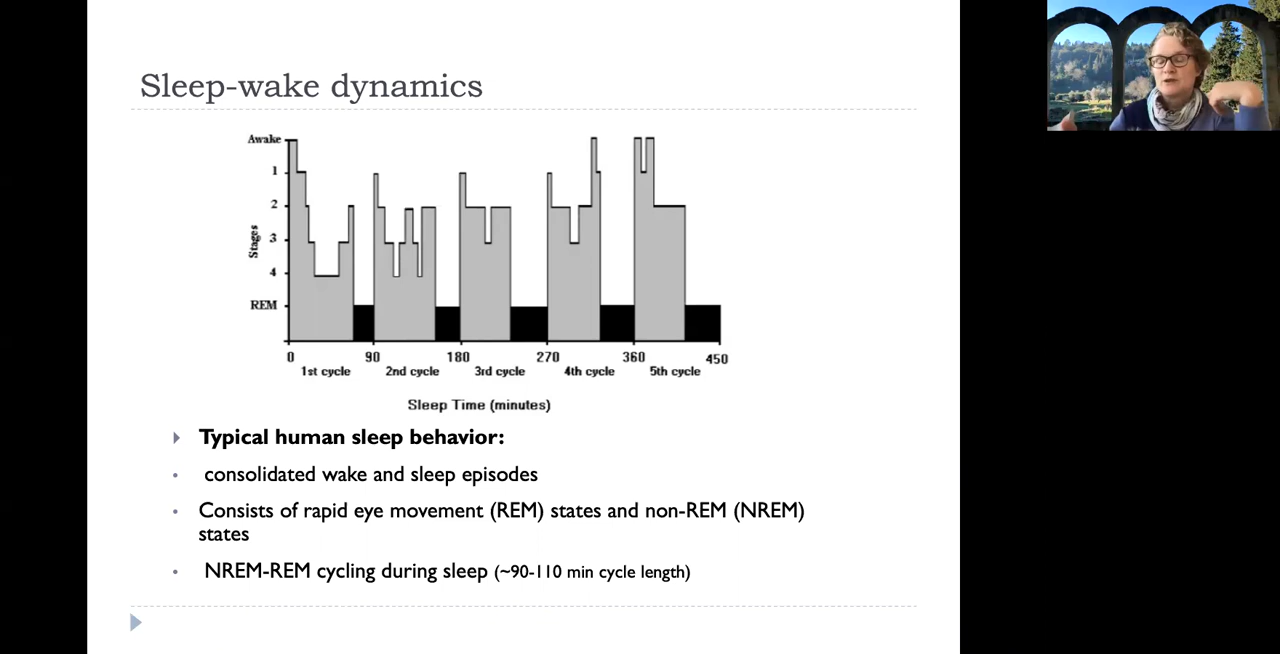 Sleep-wake dynamics
Awake
1
2
3
4
REM
Stages
0 90 180 270 360 450
1st cycle 2nd cycle 3rd cycle 4th cycle 5th cycle
Sleep Time (minutes)
Typical human sleep behavior:
• consolidated wake and sleep episodes
• Consists of rapid eye movement (REM) states and non-REM (NREM)
states
• NREM-REM cycling during sleep (~90-110 min cycle length)